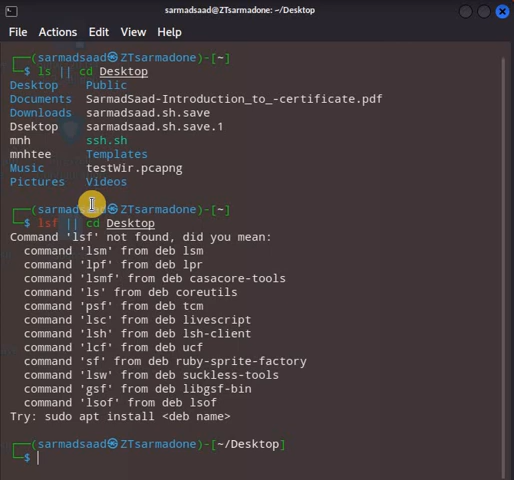 sarmadsaad@ZTsarmadone: ~/Desktop
File Actions Edit View Help
┌──(sarmadsaad㉿ZTsarmadone)-[~]
└─$ ls || cd Desktop
Desktop Public
Documents SarmadSaad-Introduction_to_-certificate.pdf
Downloads sarmadsaad.sh.save
Dsektop sarmadsaad.sh.save.1
mnh ssh.sh
mnhtee Templates
Music testWir.pcapng
Pictures Videos
┌──(sarmadsaad㉿ZTsarmadone)-[~]
└─$ lsf || cd Desktop
Command 'lsf' not found, did you mean:
command 'lsm' from deb lsm
command 'lpf' from deb lpr
command 'lsmf' from deb casacore-tools
command 'ls' from deb coreutils
command 'psf' from deb tcm
command 'lsc' from deb livescript
command 'lsh' from deb lsh-client
command 'lcf' from deb ucf
command 'sf' from deb ruby-sprite-factory
command 'lsw' from deb suckless-tools
command 'gsf' from deb libgsf-bin
command 'lsof' from deb lsof
Try: sudo apt install <deb name>
┌──(sarmadsaad㉿ZTsarmadone)-[~/Desktop]
└─$